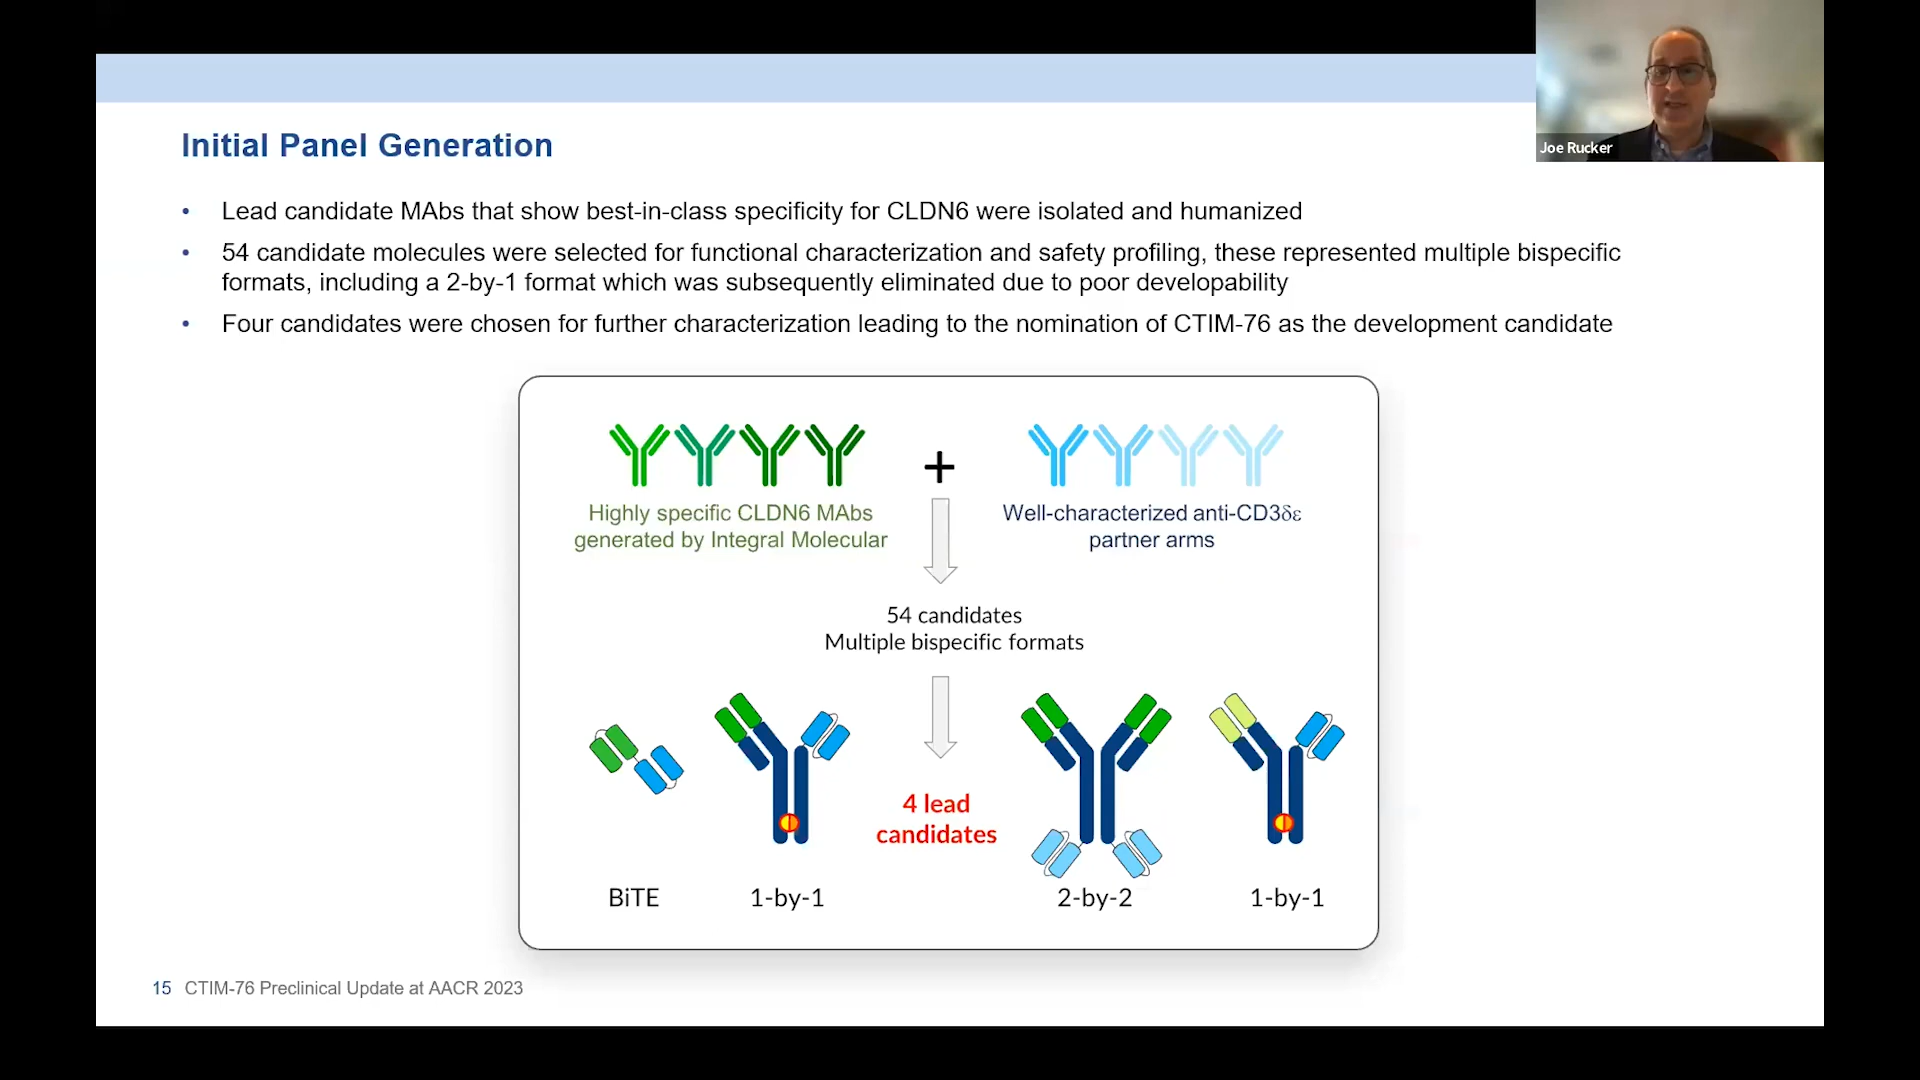 Joe Rucker
Initial Panel Generation
• Lead candidate MAbs that show best-in-class specificity for CLDN6 were isolated and humanized
• 54 candidate molecules were selected for functional characterization and safety profiling, these represented multiple bispecific
formats, including a 2-by-1 format which was subsequently eliminated due to poor developability
• Four candidates were chosen for further characterization leading to the nomination of CTIM-76 as the development candidate
+
Highly specific CLDN6 MAbs
generated by Integral Molecular
Well-characterized anti-CD3δε
partner arms
54 candidates
Multiple bispecific formats
4 lead
candidates
BiTE
1-by-1
2-by-2
1-by-1
15 CTIM-76 Preclinical Update at AACR 2023